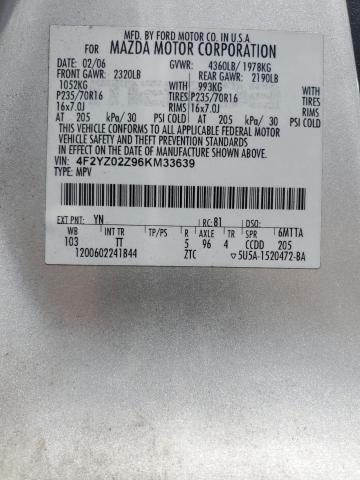 MFD. BY FORD MOTOR CO. IN U.S.A.
FOR MAZDA MOTOR CORPORATION
DATE: 02/06 GVWR: 4360LB/ 1978KG
FRONT GAWR: 2320LB REAR GAWR: 2190LB
1052KG WITH 993KG WITH
P235/70R16 TIRES P235/70R16 TIRES
16x7.0J RIMS 16x7.0J RIMS
AT 205 kPa/ 30 PSI COLD AT 205 kPa/ 30 PSI COLD
THIS VEHICLE CONFORMS TO ALL APPLICABLE FEDERAL MOTOR
VEHICLE SAFETY AND THEFT PREVENTION STANDARDS
IN EFFECT ON THE DATE OF MANUFACTURE SHOWN ABOVE.
VIN: 4F2YZ02Z96KM33639
TYPE: MPV
EXT PNT: YN RC: 81 DSO:
WB INT TR TP/PS R AXLE TR SPR 6M11A
103 TT 5 96 4 CCDD 205
1200602241844 ZTC ▽5U5A-1520472-BA